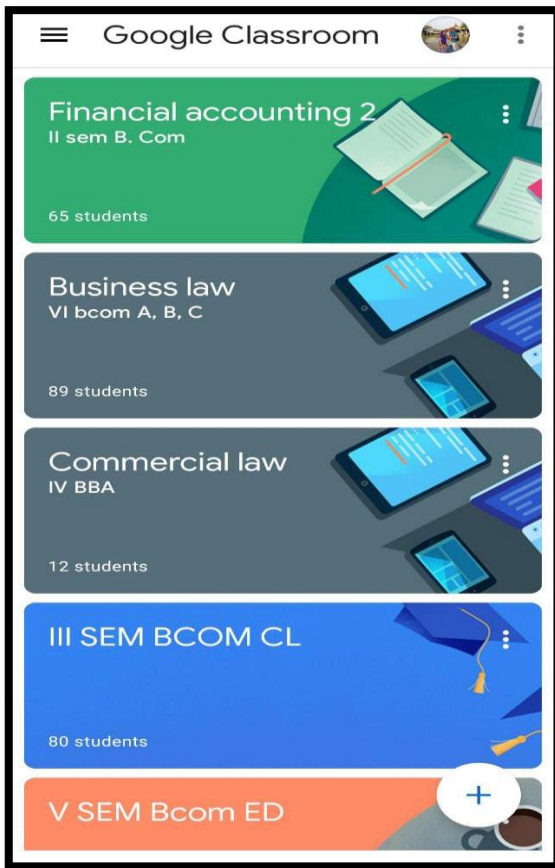 Google Classroom
Financial accounting 2
II sem B. Com
65 students
Business law
VI bcom A, B, C
89 students
Commercial law
IV BBA
12 students
III SEM BCOM CL
80 students
V SEM Bcom ED